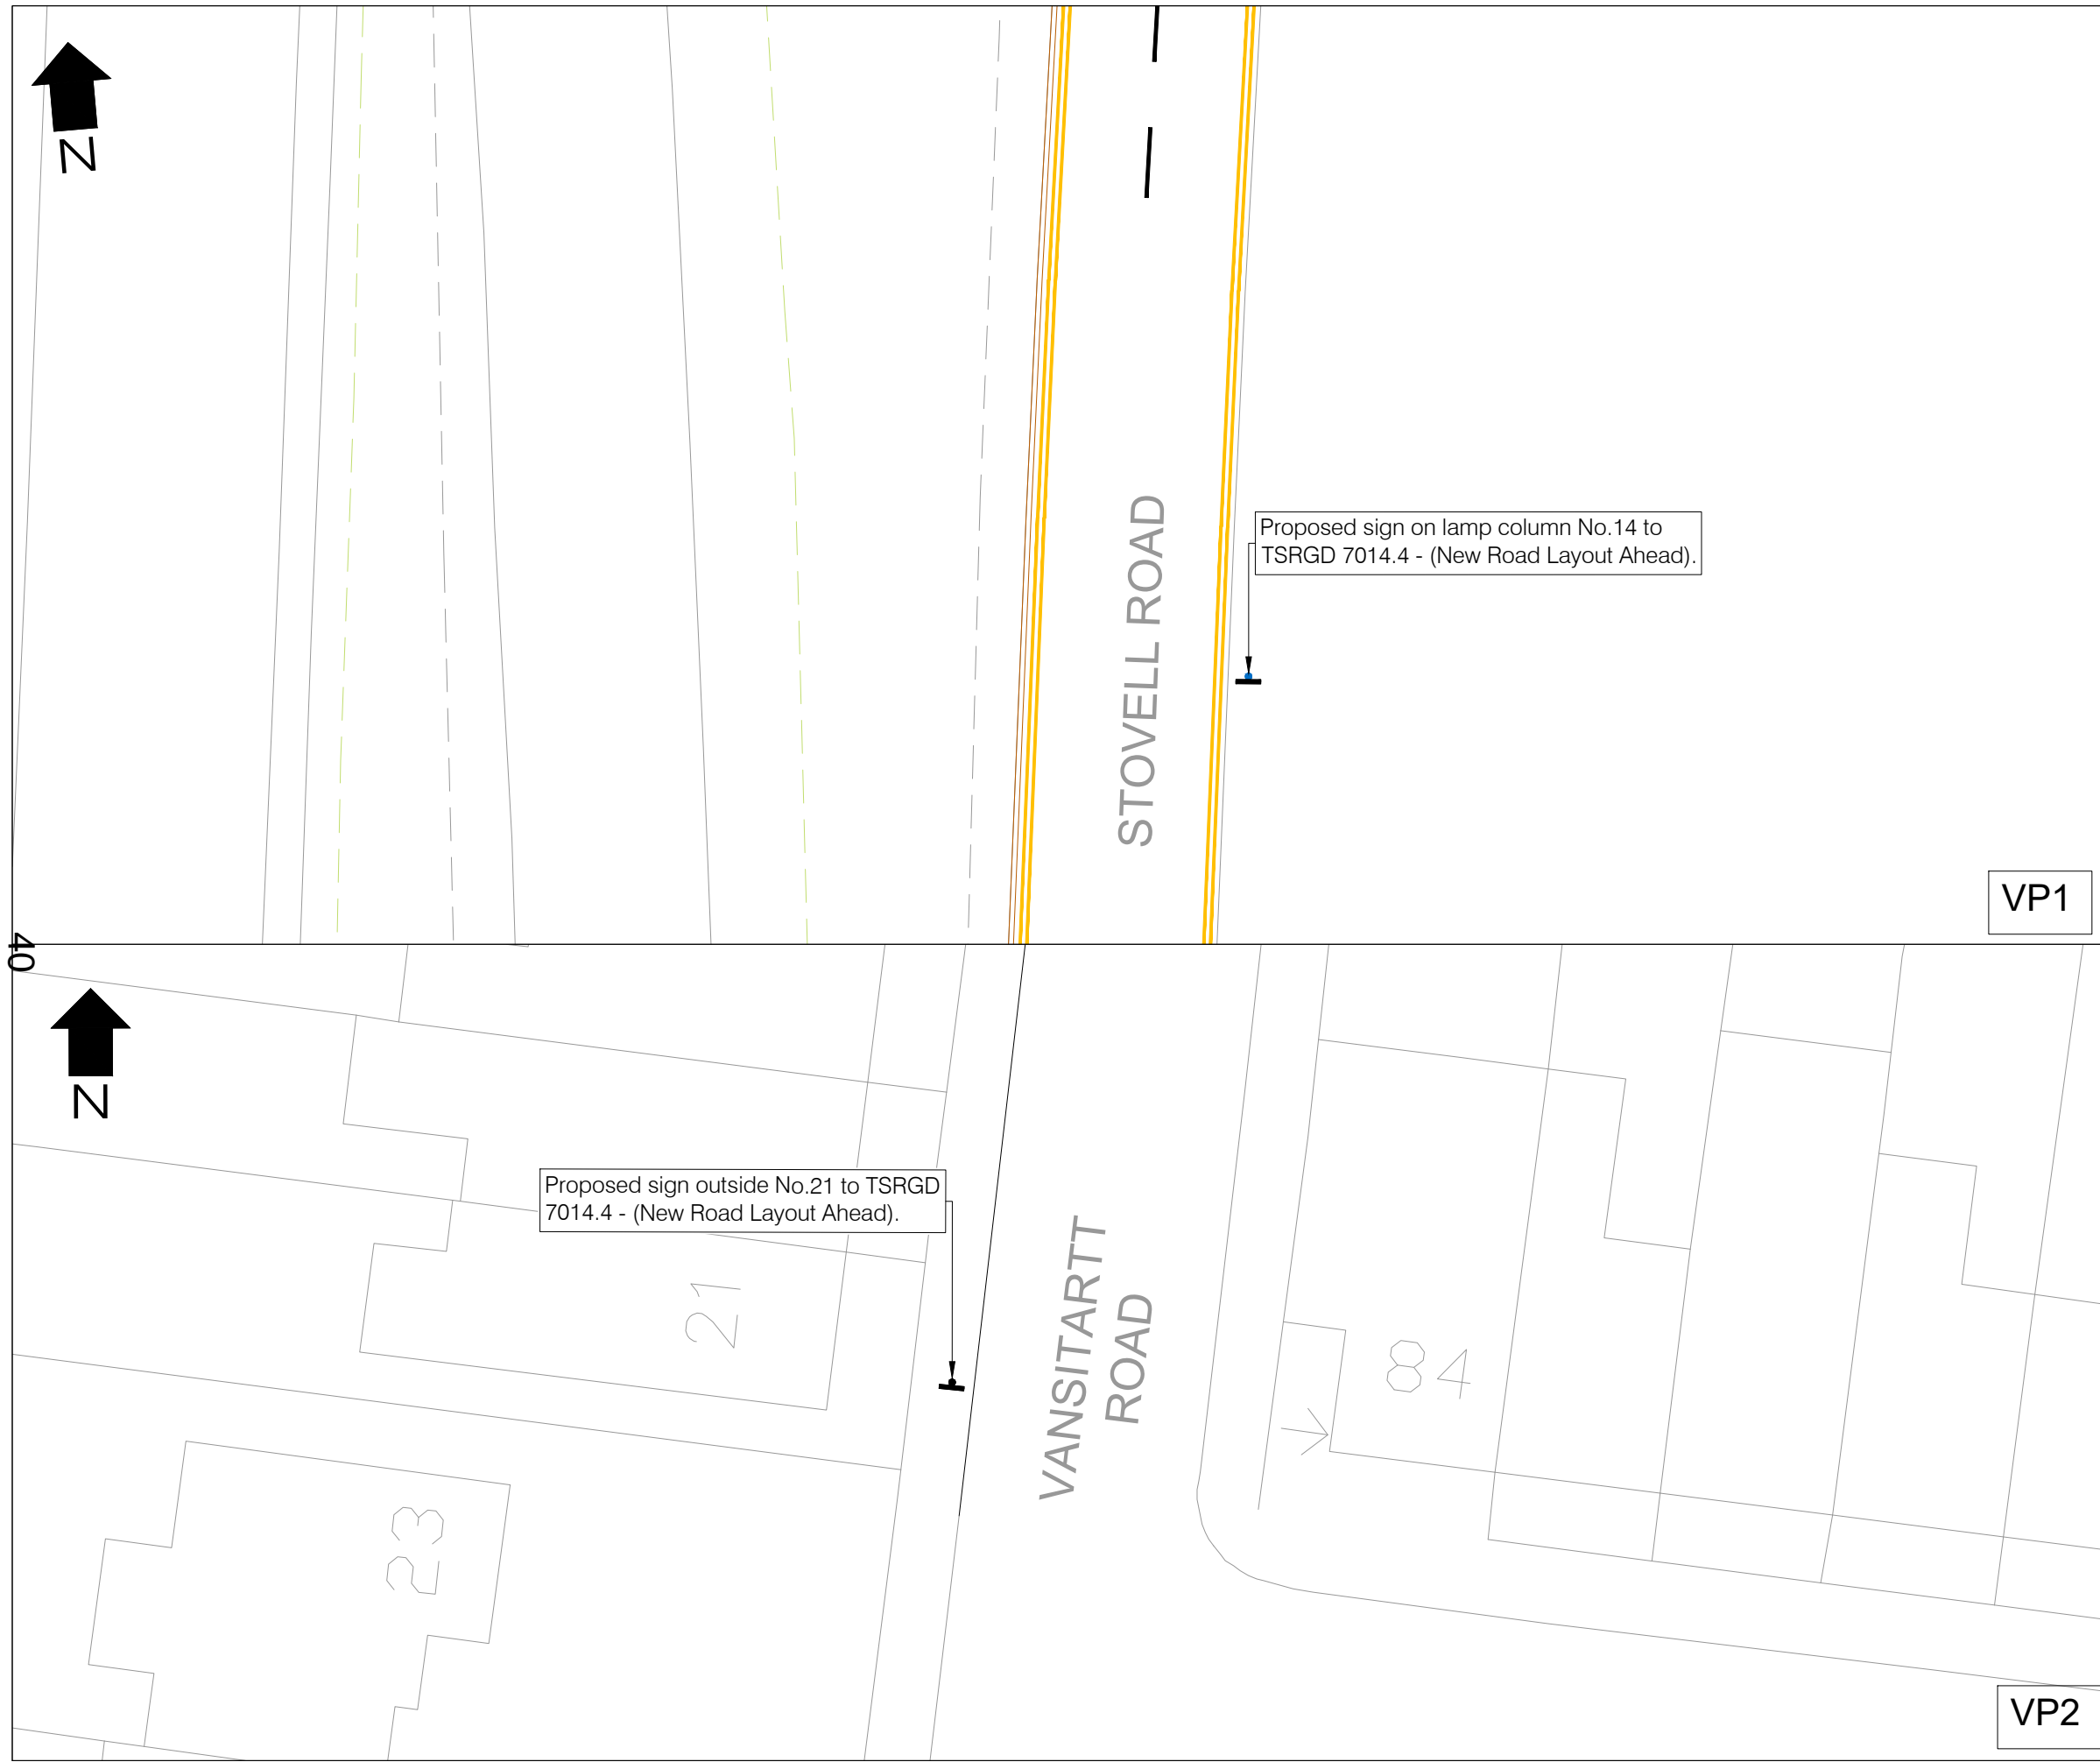 N
STOVELL ROAD
Proposed sign on lamp column No.14 to
TSRGD 7014.4 - (New Road Layout Ahead).
VP1
40
N
Proposed sign outside No.21 to TSRGD
7014.4 - (New Road Layout Ahead).
21
VANSITARTT
ROAD
84
23
VP2